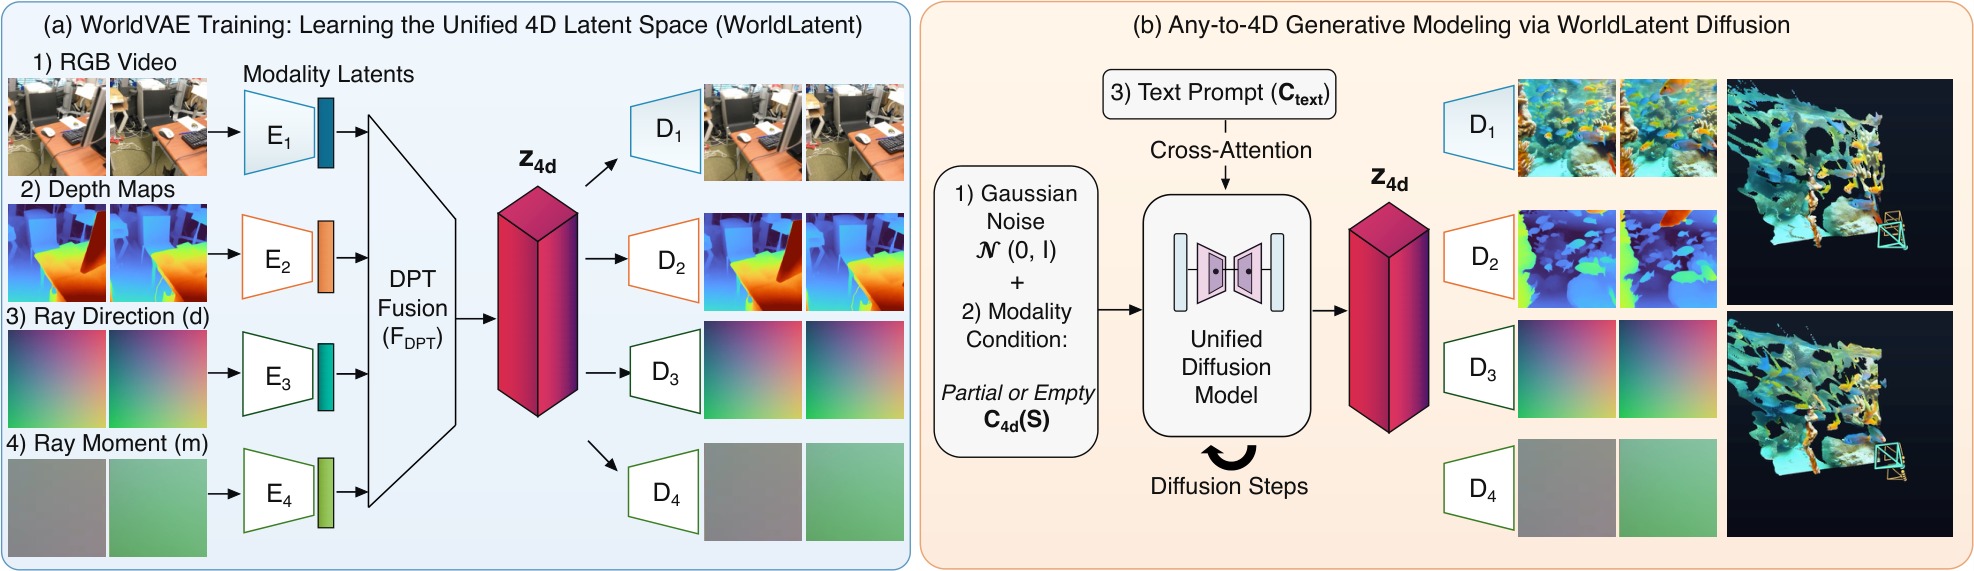 (a) WorldVAE Training: Learning the Unified 4D Latent Space (WorldLatent)
1) RGB Video
Modality Latents
E1
2) Depth Maps
E2
3) Ray Direction (d)
E3
4) Ray Moment (m)
E4
DPT
Fusion
(FDPT)
z4d
D1
D2
D3
D4
(b) Any-to-4D Generative Modeling via WorldLatent Diffusion
3) Text Prompt (Ctext)
Cross-Attention
1) Gaussian
Noise
𝒩 (0, I)
+
2) Modality
Condition:
Partial or Empty
C4d(S)
Unified
Diffusion
Model
Diffusion Steps
z4d
D1
D2
D3
D4